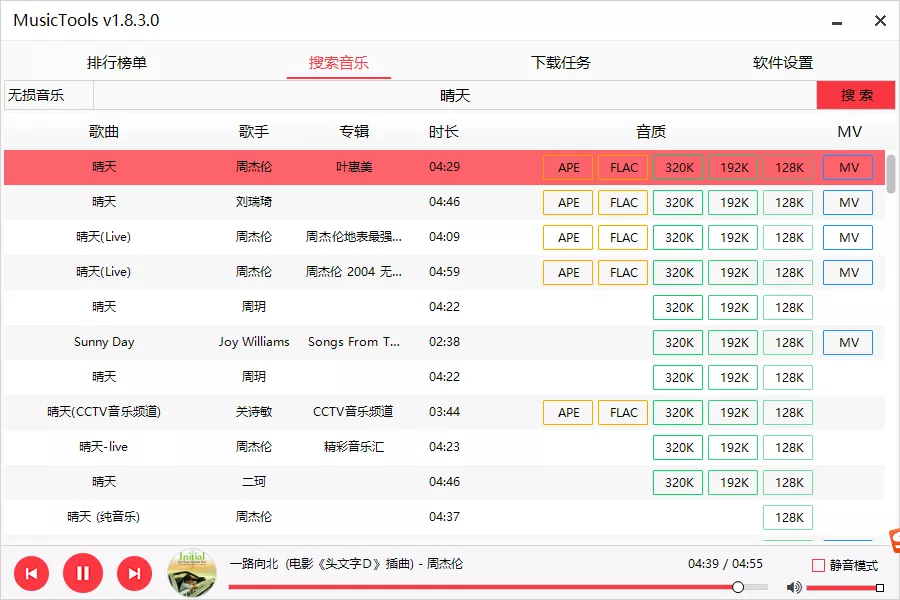 MusicTools v1.8.3.0
排行榜单 搜索音乐 下载任务 软件设置
无损音乐 晴天 搜 索
歌曲 歌手 专辑 时长 音质 MV
晴天 周杰伦 叶惠美 04:29 APE FLAC 320K 192K 128K MV
晴天 刘瑞琦 04:46 APE FLAC 320K 192K 128K MV
晴天(Live) 周杰伦 周杰伦地表最强... 04:09 APE FLAC 320K 192K 128K MV
晴天(Live) 周杰伦 周杰伦 2004 无... 04:59 APE FLAC 320K 192K 128K MV
晴天 周玥 04:22 320K 192K 128K
Sunny Day Joy Williams Songs From T... 02:38 320K 192K 128K MV
晴天 周玥 04:22 320K 192K 128K
晴天(CCTV音乐频道) 关诗敏 CCTV音乐频道 03:44 APE FLAC 320K 192K 128K
晴天-live 周杰伦 精彩音乐汇 04:23 320K 192K 128K
晴天 二珂 04:46 320K 192K 128K
晴天 (纯音乐) 周杰伦 04:37 128K
Initial
一路向北 (电影《头文字Ｄ》插曲) - 周杰伦 04:39 / 04:55 静音模式